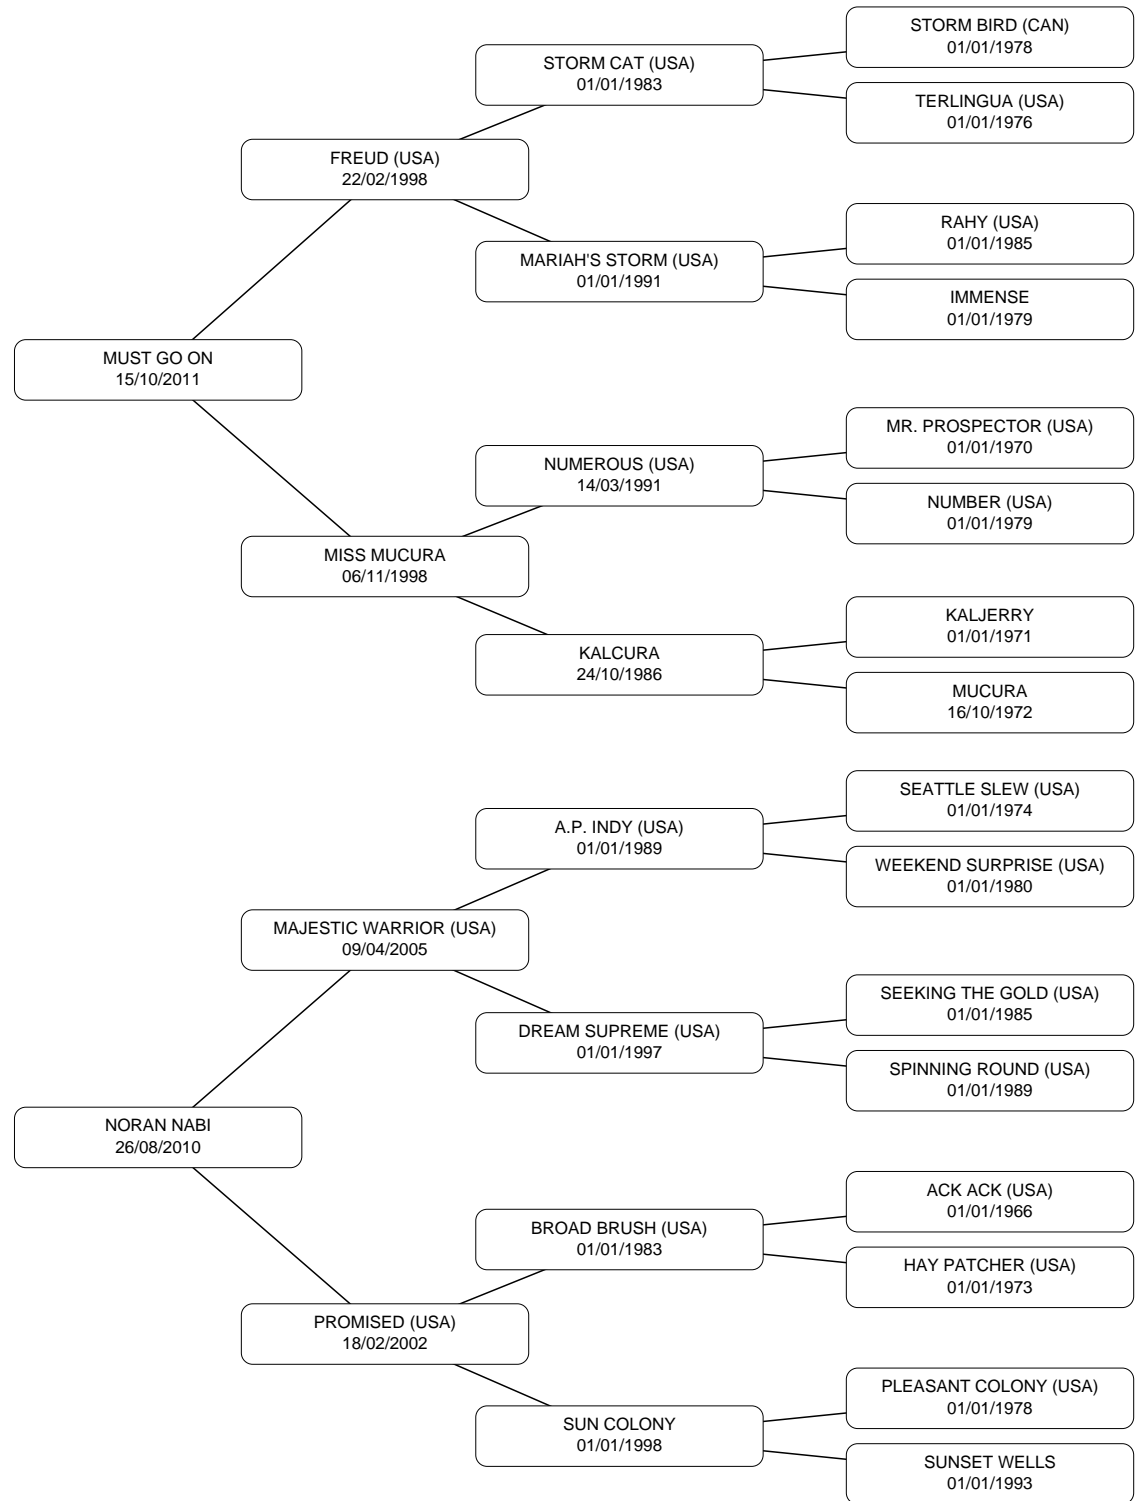 STORM BIRD (CAN)
01/01/1978
STORM CAT (USA)
01/01/1983
TERLINGUA (USA)
01/01/1976
FREUD (USA)
22/02/1998
RAHY (USA)
01/01/1985
MARIAH'S STORM (USA)
01/01/1991
IMMENSE
01/01/1979
MUST GO ON
15/10/2011
MR. PROSPECTOR (USA)
01/01/1970
NUMEROUS (USA)
14/03/1991
NUMBER (USA)
01/01/1979
MISS MUCURA
06/11/1998
KALJERRY
01/01/1971
KALCURA
24/10/1986
MUCURA
16/10/1972
SEATTLE SLEW (USA)
01/01/1974
A.P. INDY (USA)
01/01/1989
WEEKEND SURPRISE (USA)
01/01/1980
MAJESTIC WARRIOR (USA)
09/04/2005
SEEKING THE GOLD (USA)
01/01/1985
DREAM SUPREME (USA)
01/01/1997
SPINNING ROUND (USA)
01/01/1989
NORAN NABI
26/08/2010
ACK ACK (USA)
01/01/1966
BROAD BRUSH (USA)
01/01/1983
HAY PATCHER (USA)
01/01/1973
PROMISED (USA)
18/02/2002
PLEASANT COLONY (USA)
01/01/1978
SUN COLONY
01/01/1998
SUNSET WELLS
01/01/1993